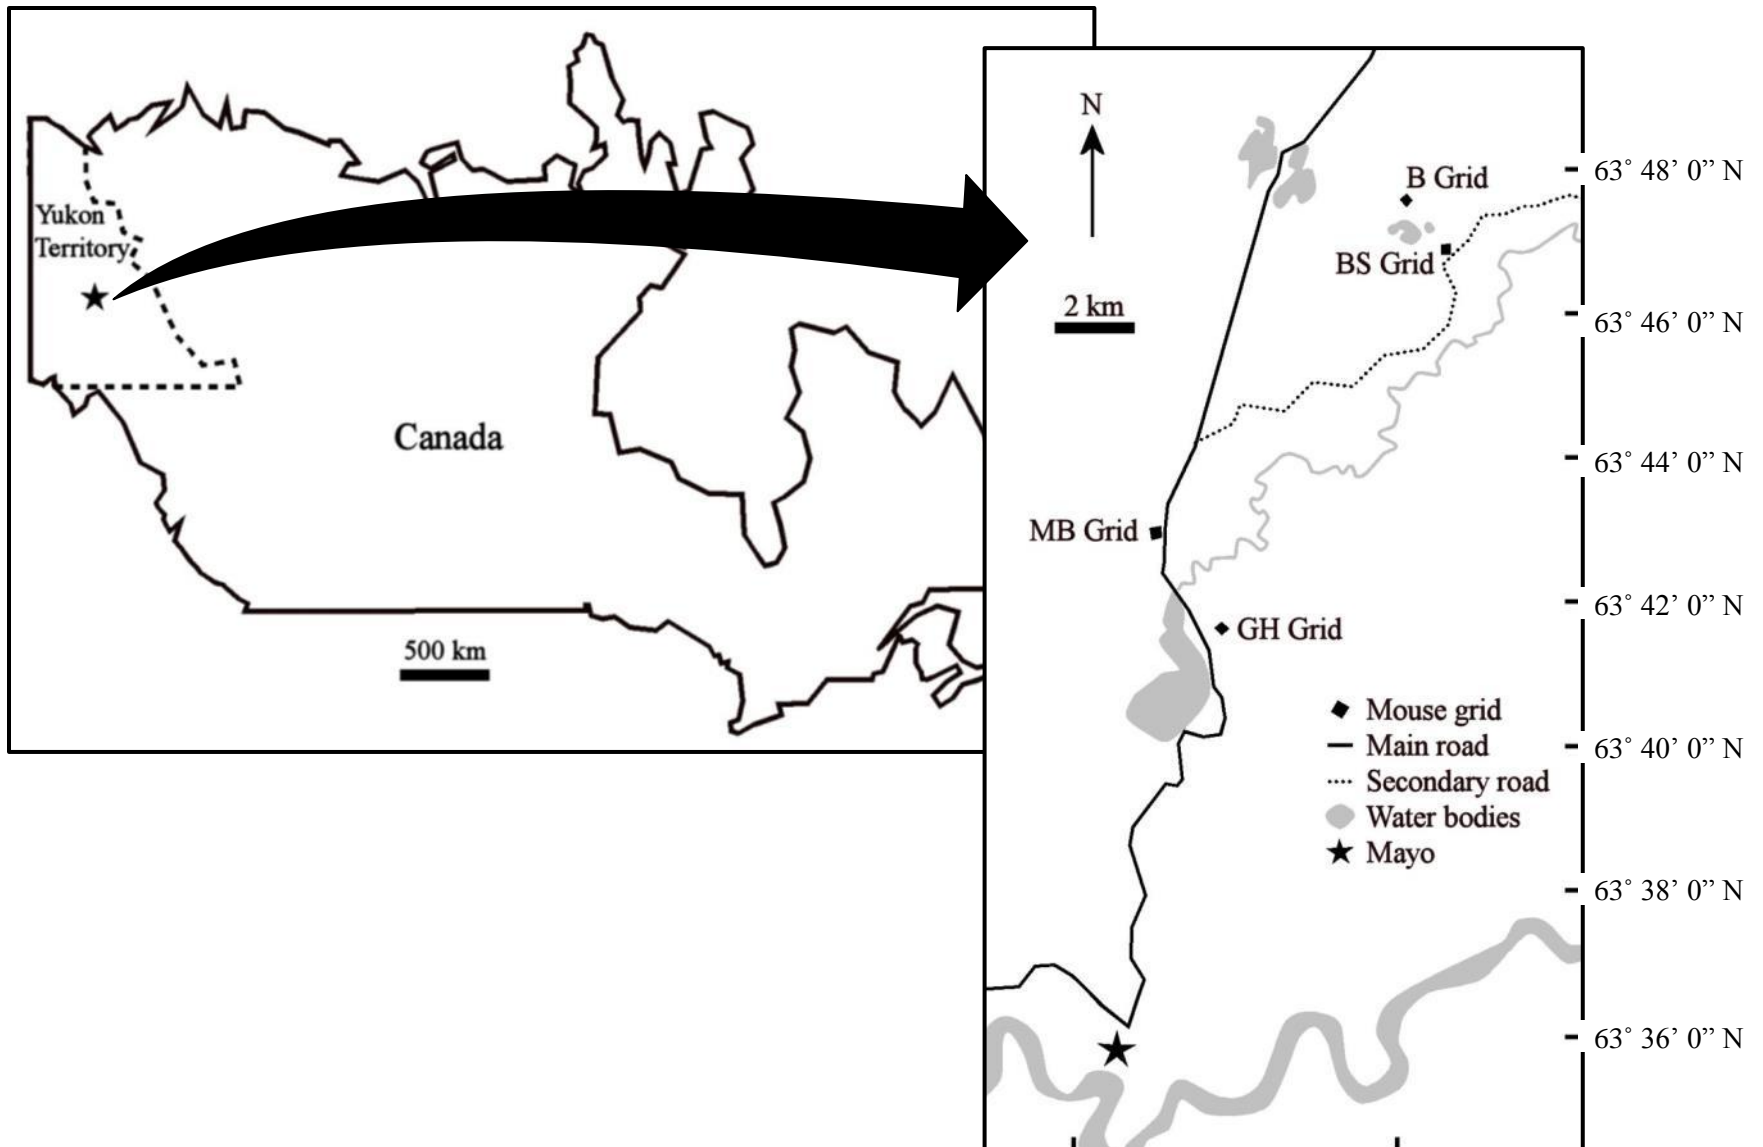 Yukon
Territory
Canada
500 km
N
2 km
B Grid
BS Grid
MB Grid
GH Grid
Mouse grid
Main road
Secondary road
Water bodies
Mayo
63˚ 48’ 0” N
63˚ 46’ 0” N
63˚ 44’ 0” N
63˚ 42’ 0” N
63˚ 40’ 0” N
63˚ 38’ 0” N
63˚ 36’ 0” N